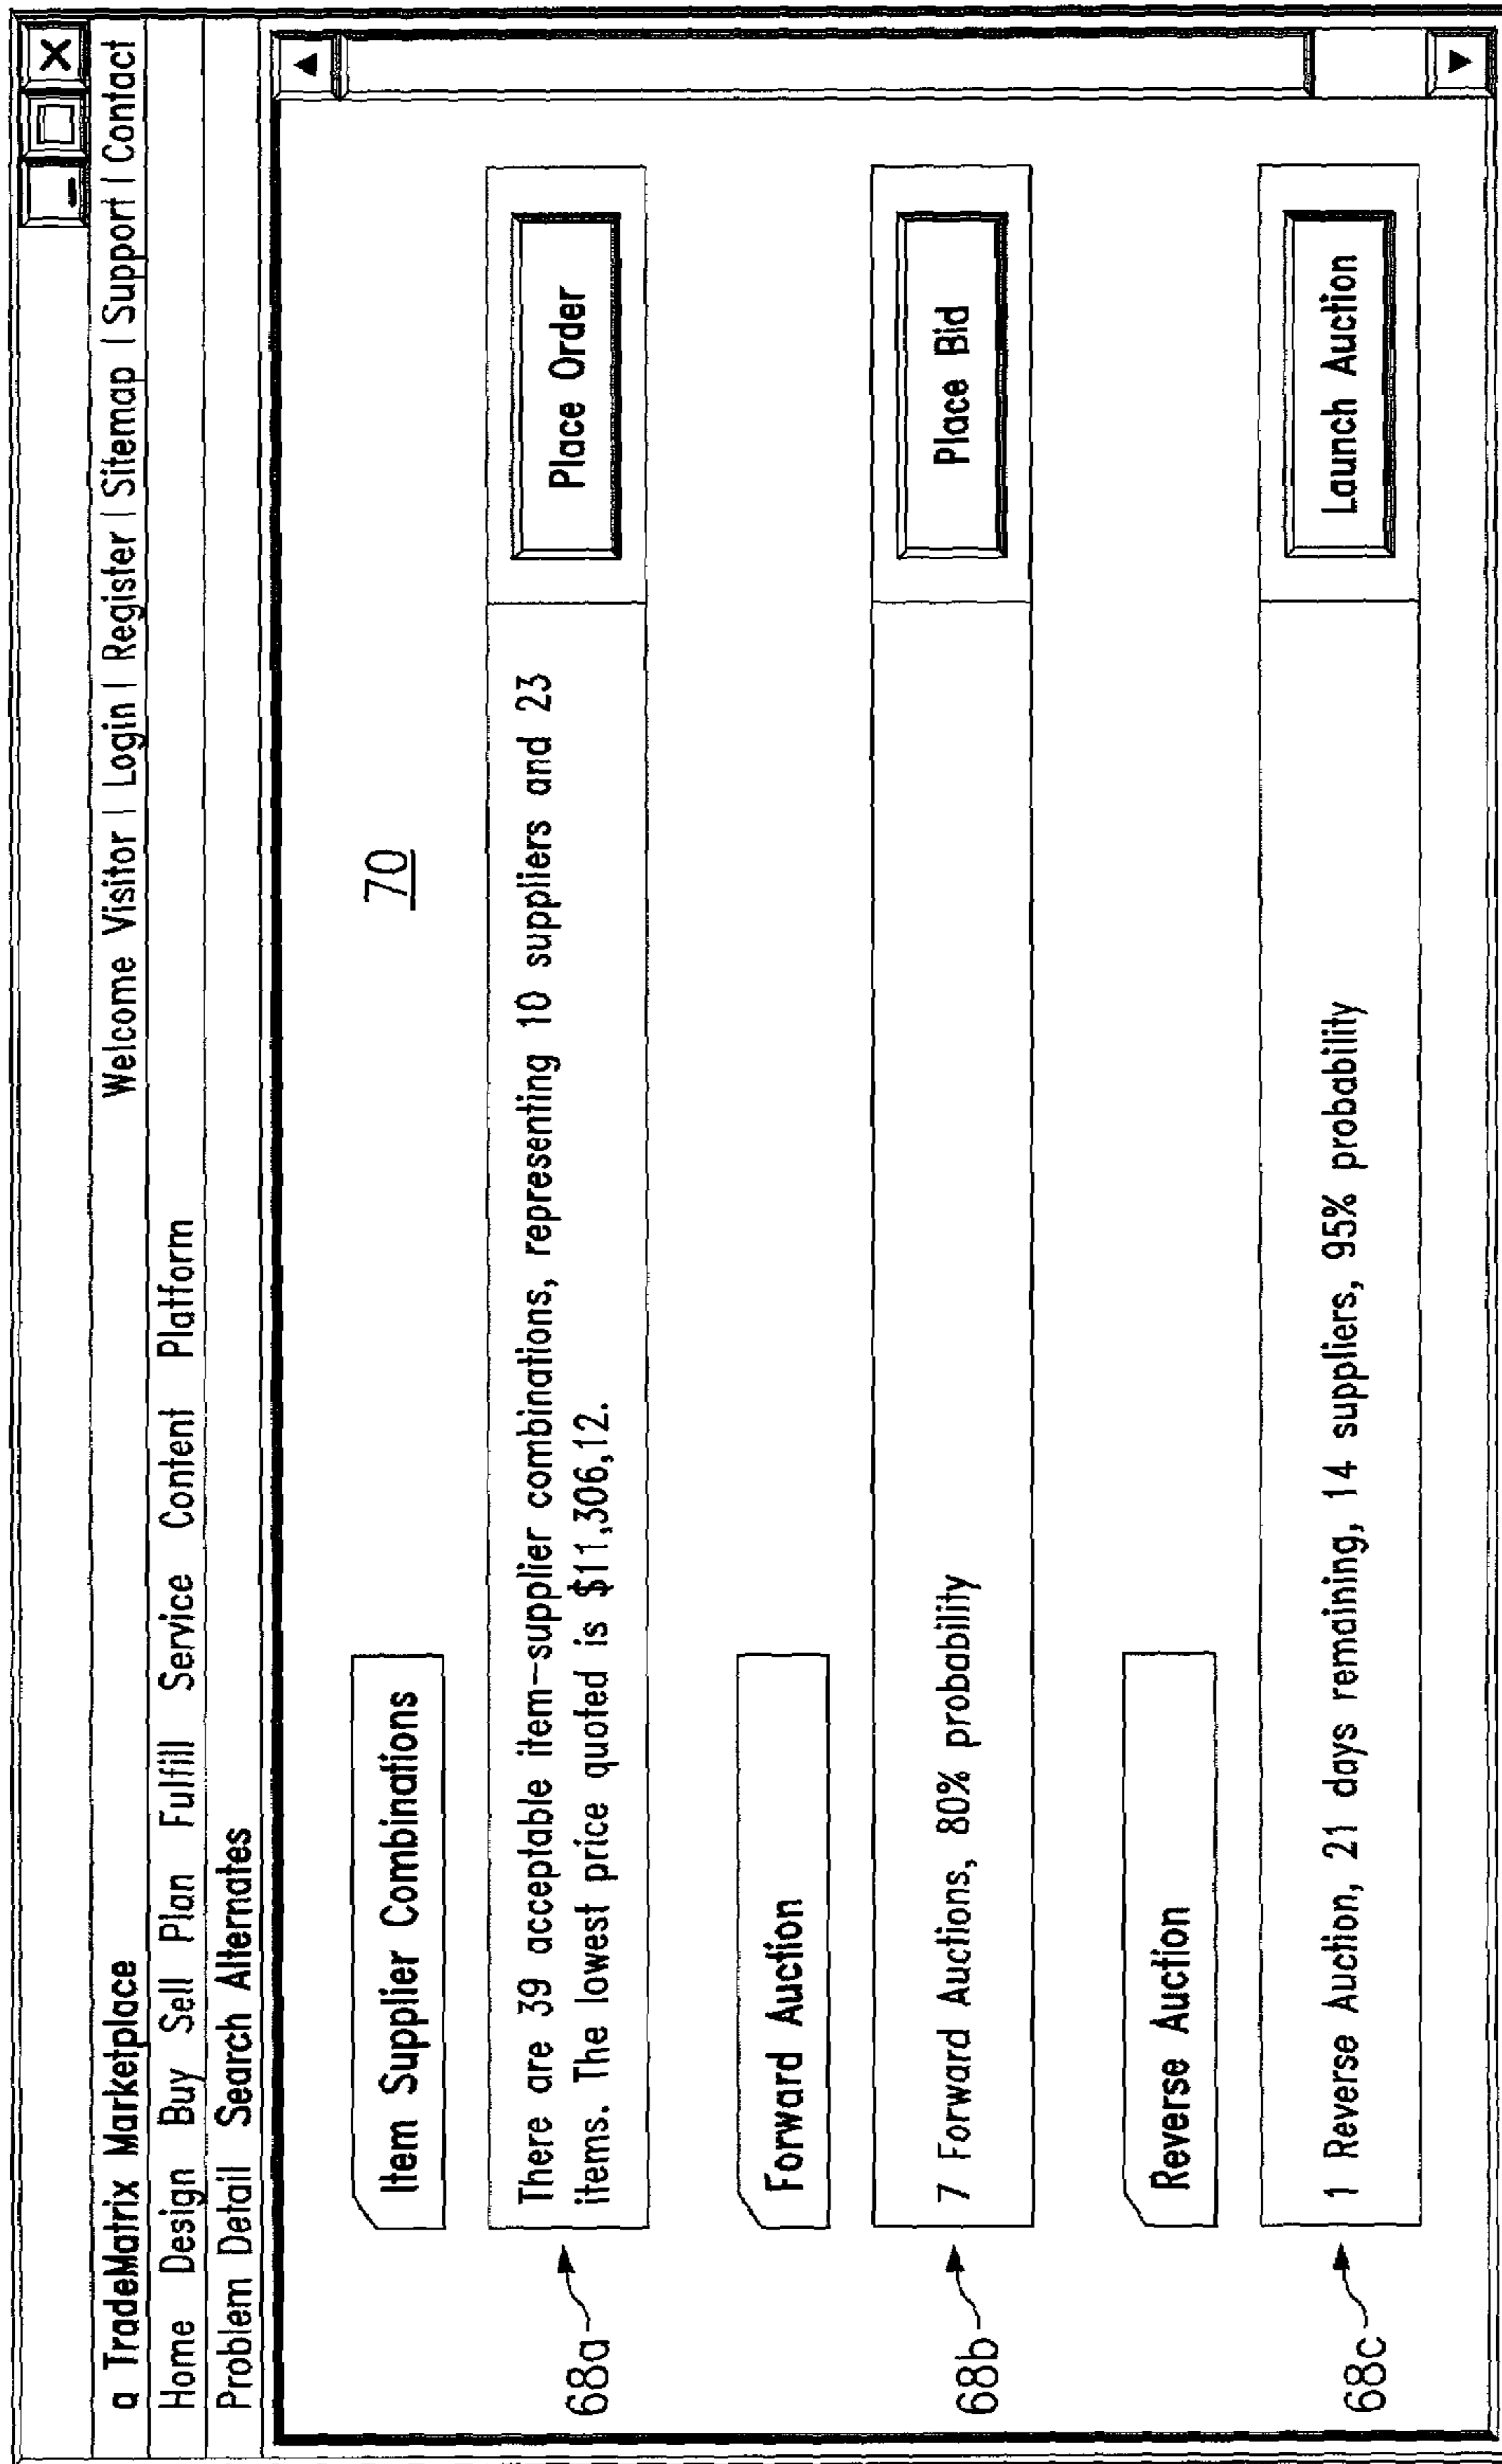 a TradeMatrix Marketplace Welcome Visitor | Login | Register | Sitemap | Support | Contact
Home Design Buy Sell Plan Fulfill Service Content Platform
Problem Detail Search Alternates
70
Item Supplier Combinations
68a
There are 39 acceptable item-supplier combinations, representing 10 suppliers and 23
items. The lowest price quoted is $11,306,12.
Place Order
Forward Auction
68b
7 Forward Auctions, 80% probability
Place Bid
Reverse Auction
68c
1 Reverse Auction, 21 days remaining, 14 suppliers, 95% probability
Launch Auction